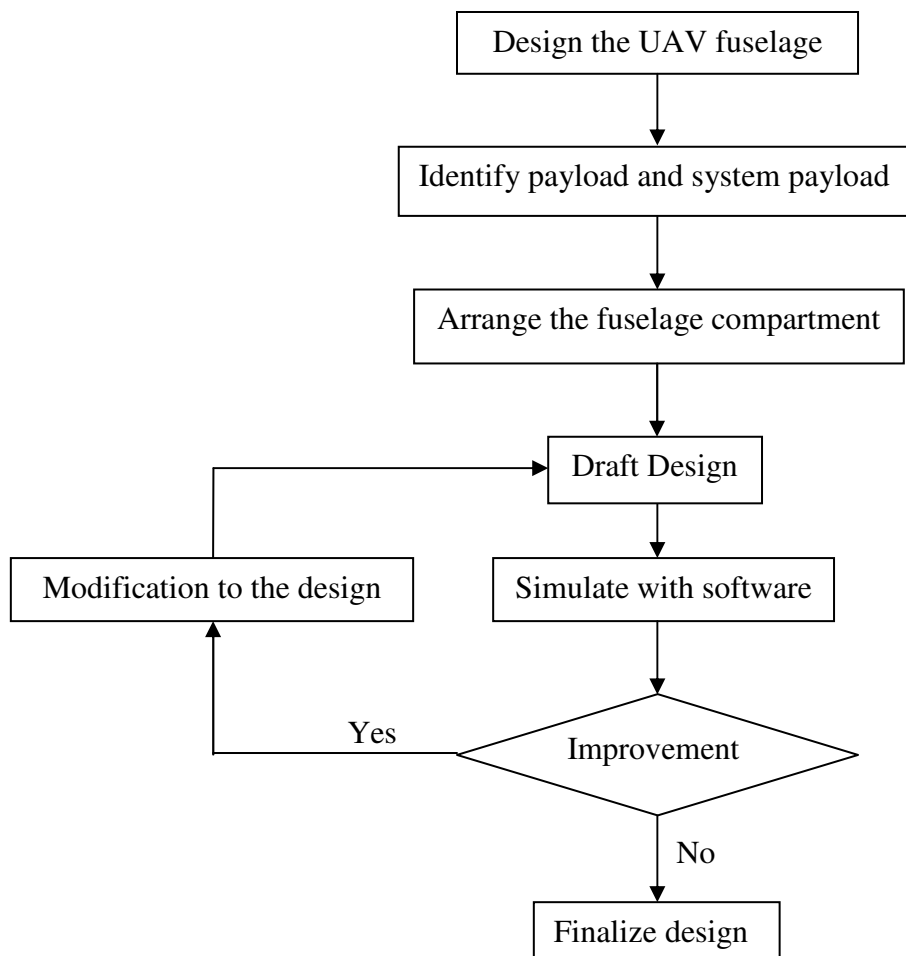 Design the UAV fuselage
Identify payload and system payload
Arrange the fuselage compartment
Draft Design
Modification to the design
Simulate with software
Yes
Improvement
No
Finalize design